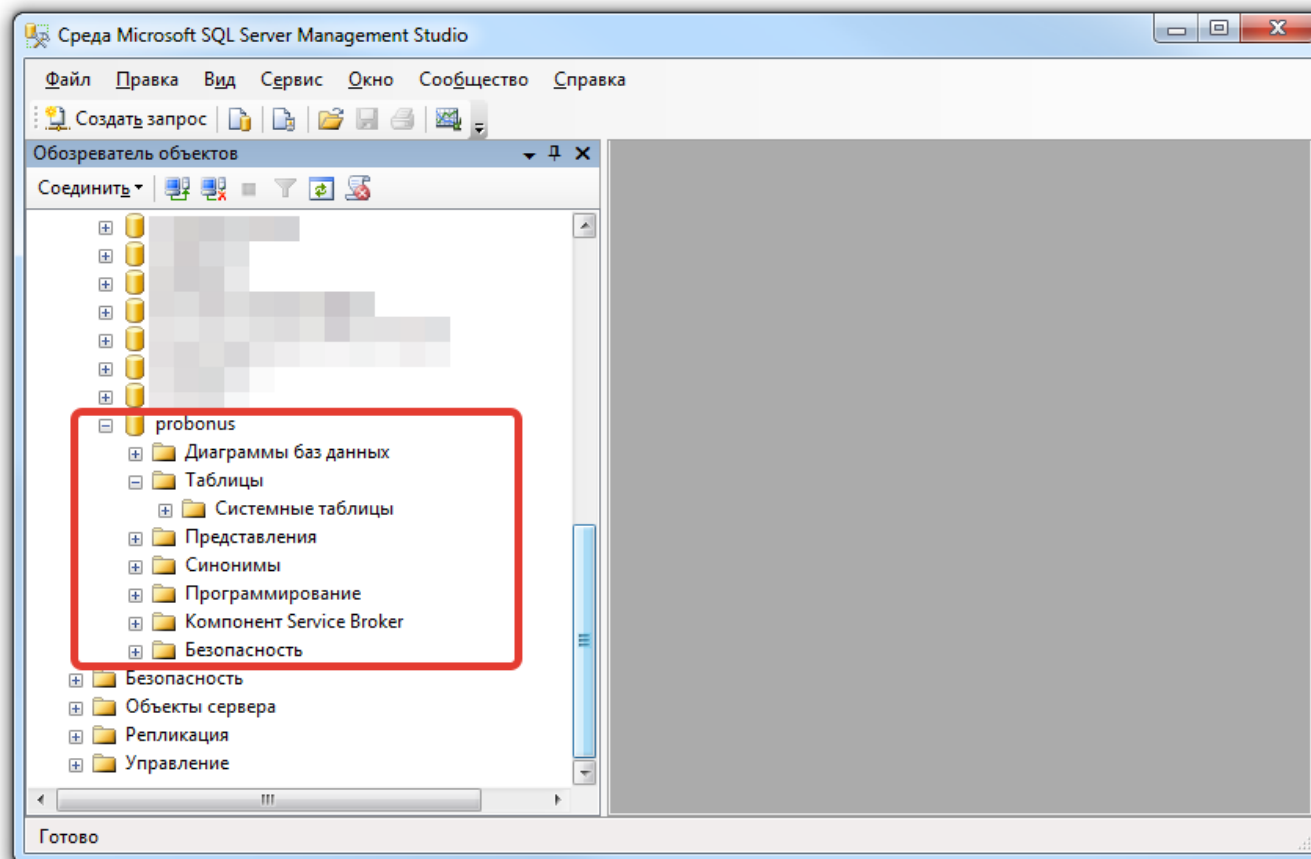 Среда Microsoft SQL Server Management Studio
Файл Правка Вид Сервис Окно Сообщество Справка
Создать запрос
Обозреватель объектов
Соединить
probonus
Диаграммы баз данных
Таблицы
Системные таблицы
Представления
Синонимы
Программирование
Компонент Service Broker
Безопасность
Безопасность
Объекты сервера
Репликация
Управление
Готово